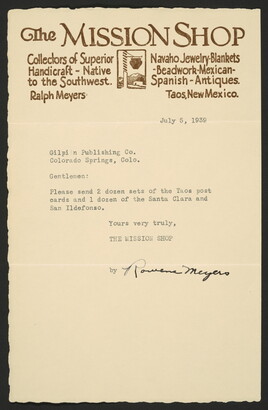 The MISSION SHOP
Collectors of Superior
Handicraft - Native
to the Southwest.
Ralph Meyers
Navaho Jewelry-Blankets
-Beadwork-Mexican-
Spanish - Antiques.
Taos, New Mexico.
July 5, 1939
Gilpin Publishing Co.
Colorado Springs, Colo.
Gentlemen:
Please send 2 dozen sets of the Taos post
cards and 1 dozen of the Santa Clara and
San Ildefonso.
Yours very truly,
THE MISSION SHOP
by Rowena Meyers